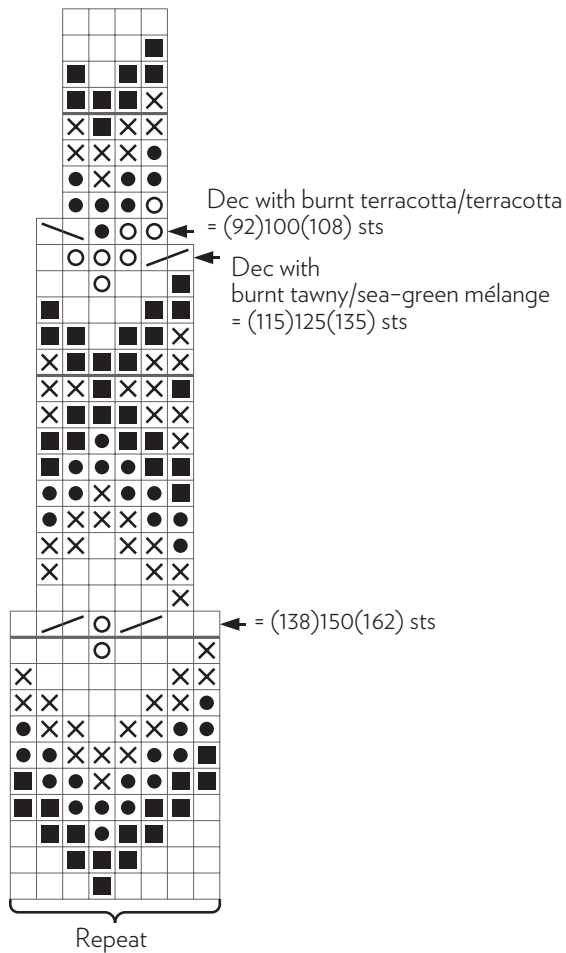 Dec with burnt terracotta/terracotta
= (92)100(108) sts
Dec with
burnt tawny/sea-green mélange
= (115)125(135) sts
= (138)150(162) sts
Repeat